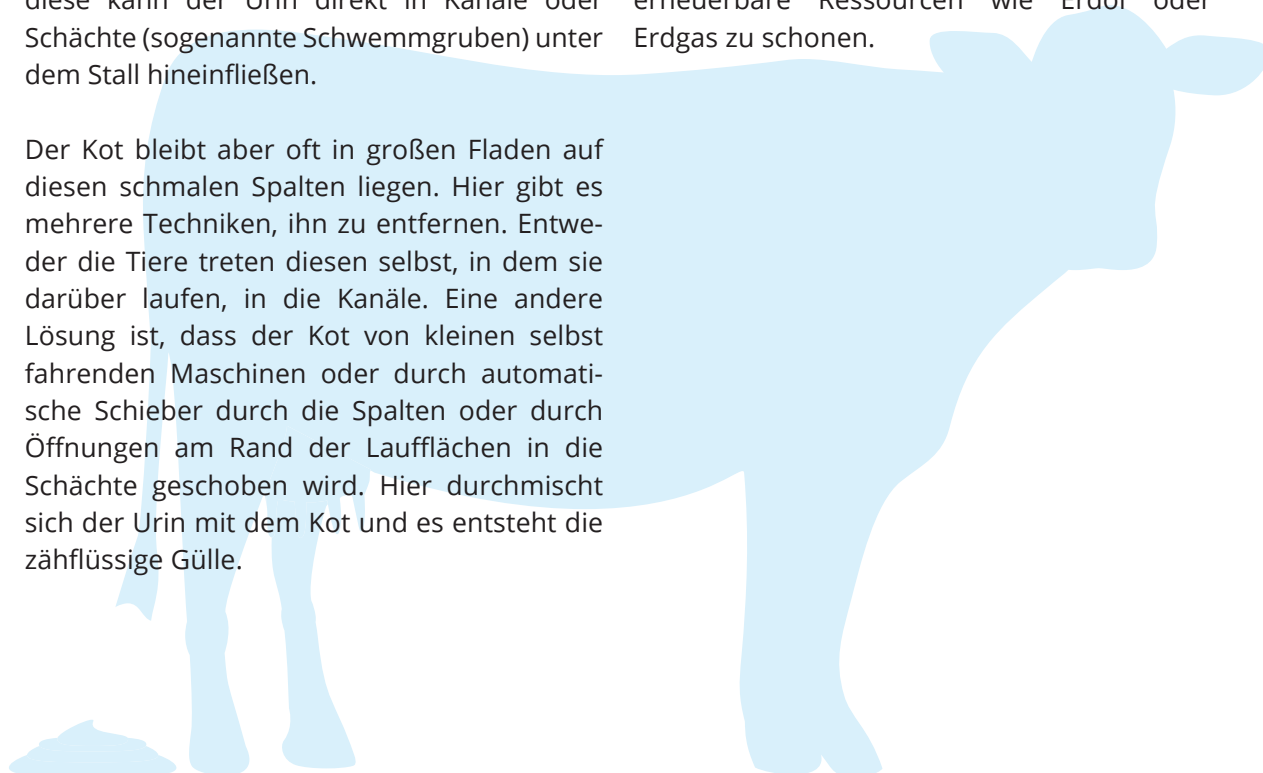 diese kann der Urin direkt in Kanäle oder
Schächte (sogenannte Schwemmgruben) unter
dem Stall hineinfließen.
Der Kot bleibt aber oft in großen Fladen auf
diesen schmalen Spalten liegen. Hier gibt es
mehrere Techniken, ihn zu entfernen. Entwe-
der die Tiere treten diesen selbst, in dem sie
darüber laufen, in die Kanäle. Eine andere
Lösung ist, dass der Kot von kleinen selbst
fahrenden Maschinen oder durch automati-
sche Schieber durch die Spalten oder durch
Öffnungen am Rand der Laufflächen in die
Schächte geschoben wird. Hier durchmischt
sich der Urin mit dem Kot und es entsteht die
zähflüssige Gülle.
erneuerbare Ressourcen wie Erdöl oder
Erdgas zu schonen.